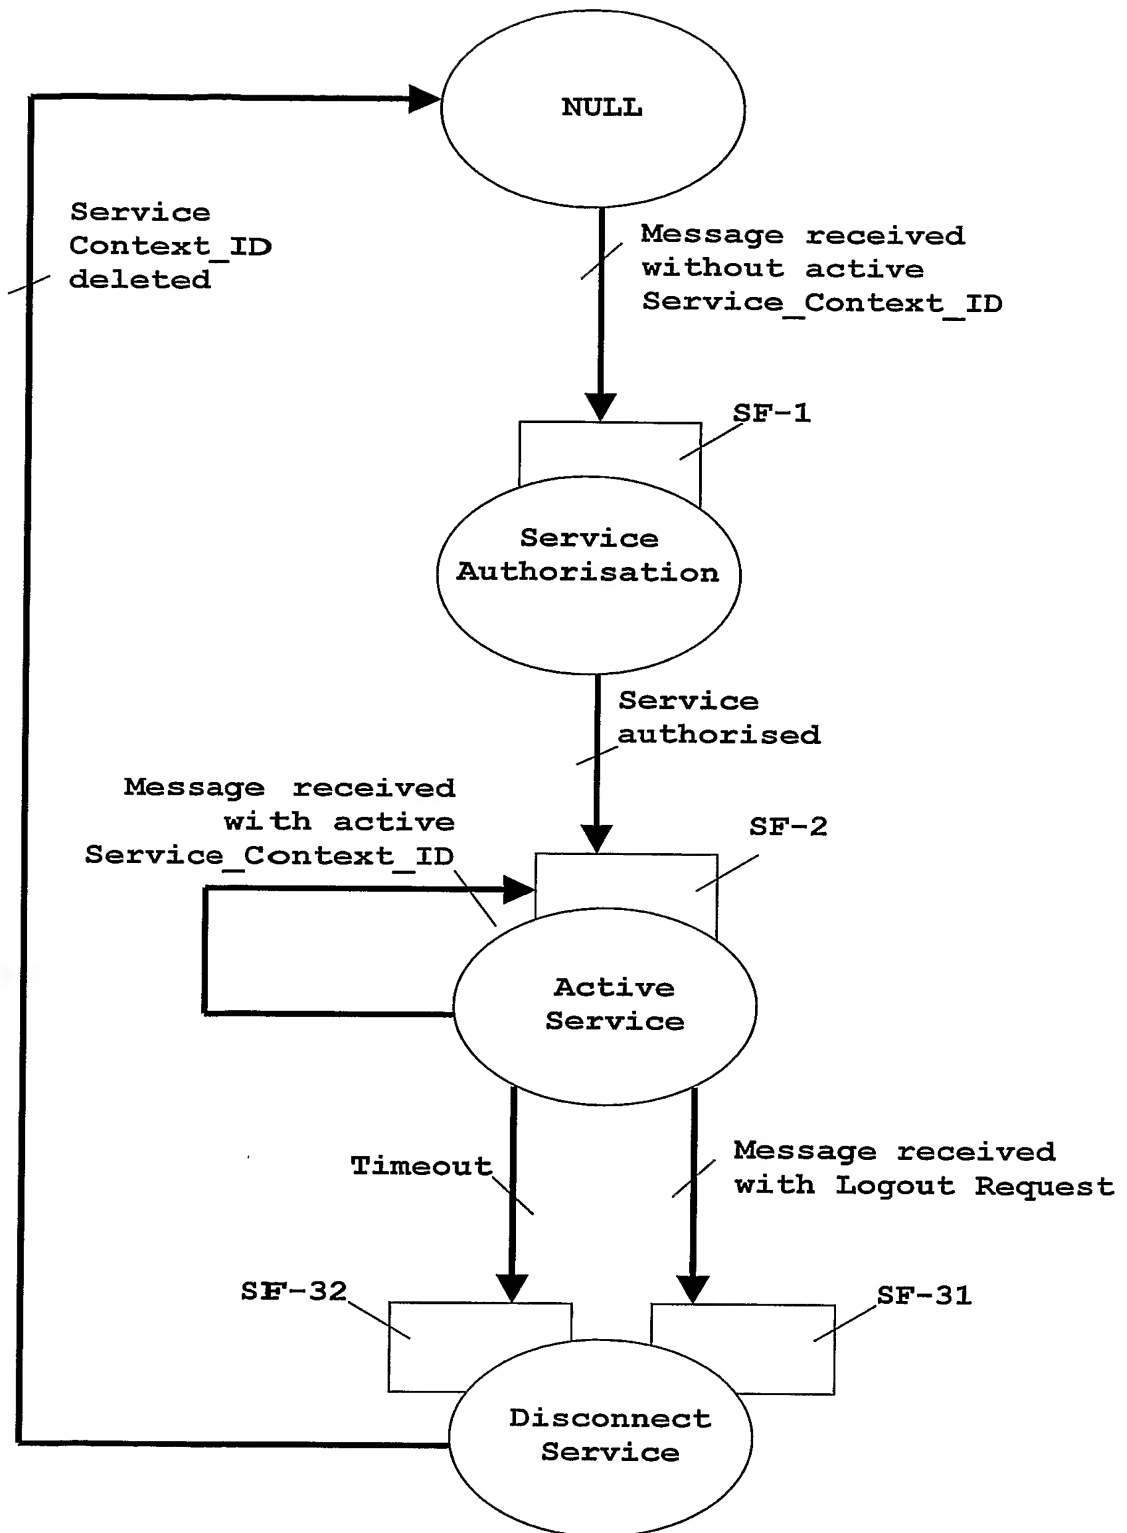 NULL
Service
Context_ID
deleted
Message received
without active
Service_Context_ID
SF-1
Service
Authorisation
Service
authorised
Message received
with active
Service_Context_ID
SF-2
Active
Service
Timeout
Message received
with Logout Request
SF-32
SF-31
Disconnect
Service